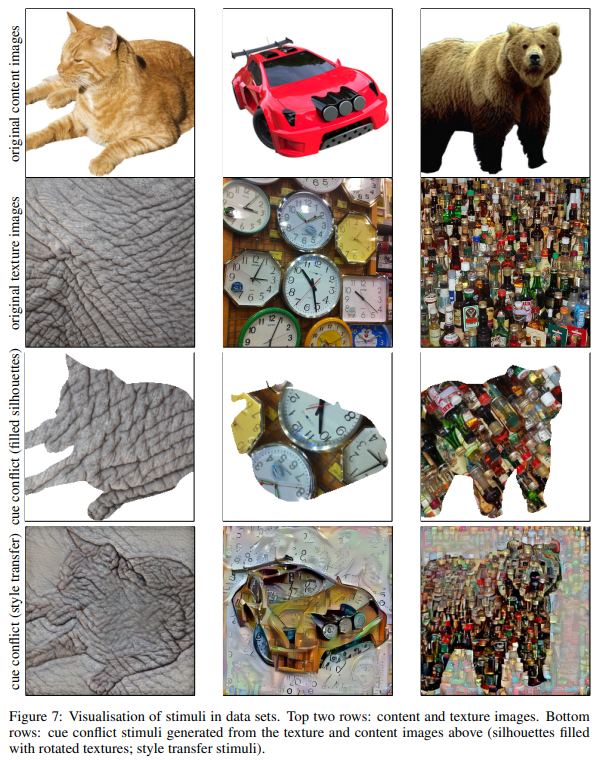 original content images
original texture images
cue conflict (filled silhouettes)
cue conflict (style transfer)
Figure 7: Visualisation of stimuli in data sets. Top two rows: content and texture images. Bottom
rows: cue conflict stimuli generated from the texture and content images above (silhouettes filled
with rotated textures; style transfer stimuli).